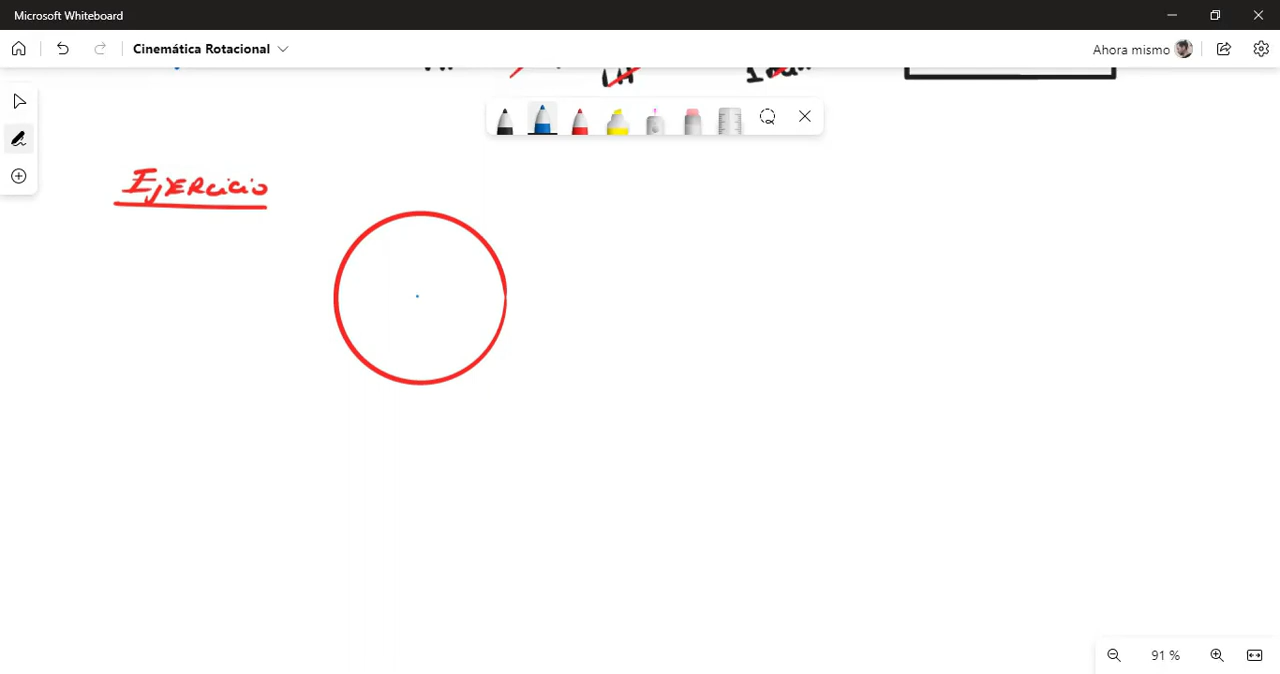 Microsoft Whiteboard
Cinemática Rotacional
Ahora mismo
Ejercicio
91 %